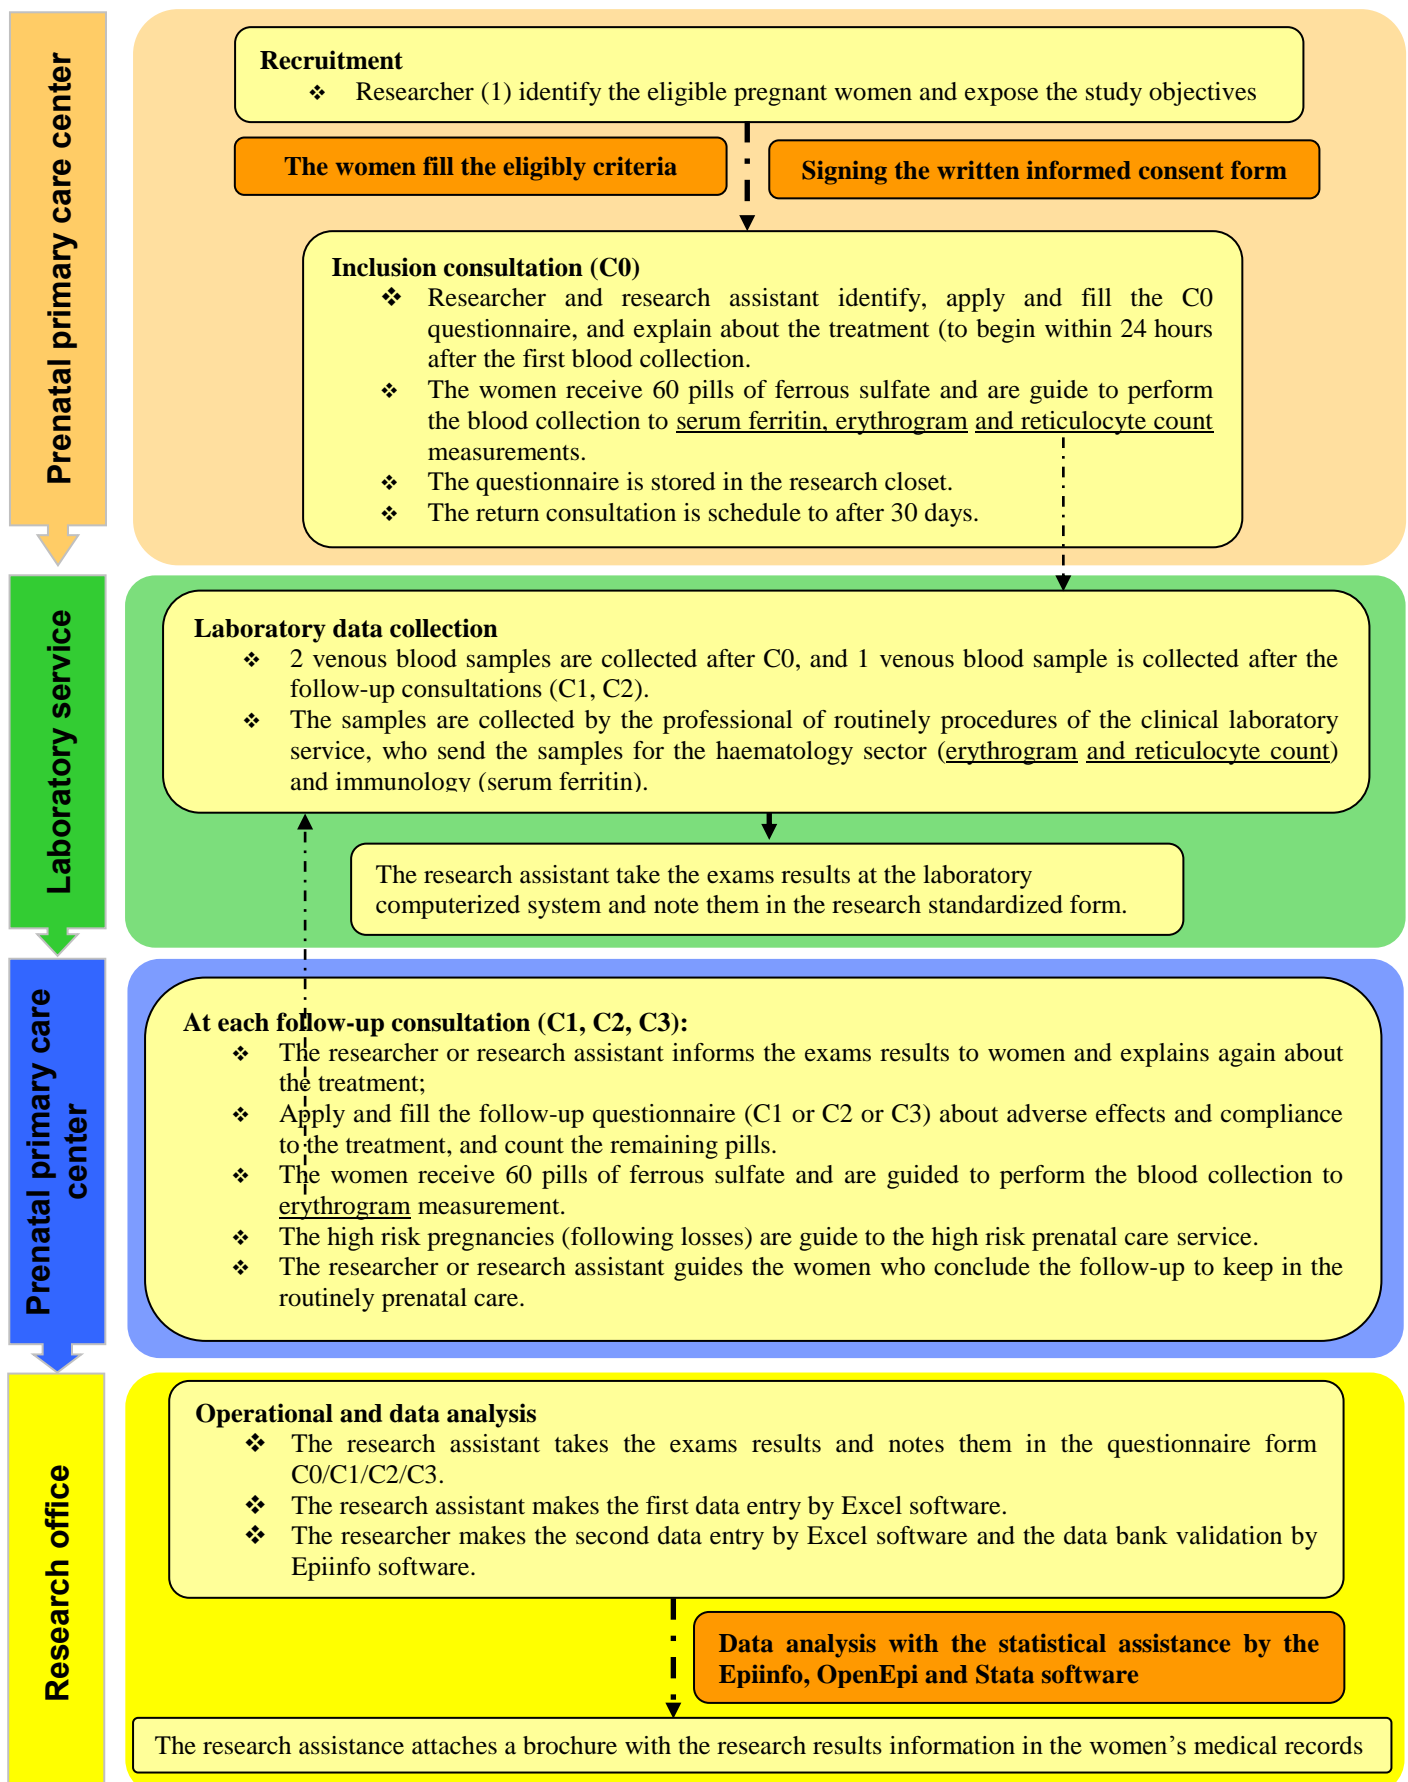 Prenatal primary care center
Recruitment
❖ Researcher (1) identify the eligible pregnant women and expose the study objectives
The women fill the eligibly criteria
Signing the written informed consent form
Inclusion consultation (C0)
❖ Researcher and research assistant identify, apply and fill the C0
questionnaire, and explain about the treatment (to begin within 24 hours
after the first blood collection.
❖ The women receive 60 pills of ferrous sulfate and are guide to perform
the blood collection to serum ferritin, erythrogram and reticulocyte count
measurements.
❖ The questionnaire is stored in the research closet.
❖ The return consultation is schedule to after 30 days.
Laboratory service
Laboratory data collection
❖ 2 venous blood samples are collected after C0, and 1 venous blood sample is collected after the
follow-up consultations (C1, C2).
❖ The samples are collected by the professional of routinely procedures of the clinical laboratory
service, who send the samples for the haematology sector (erythrogram and reticulocyte count)
and immunology (serum ferritin).
The research assistant take the exams results at the laboratory
computerized system and note them in the research standardized form.
Prenatal primary care
center
At each follow-up consultation (C1, C2, C3):
❖ The researcher or research assistant informs the exams results to women and explains again about
the treatment;
❖ Apply and fill the follow-up questionnaire (C1 or C2 or C3) about adverse effects and compliance
to the treatment, and count the remaining pills.
❖ The women receive 60 pills of ferrous sulfate and are guided to perform the blood collection to
erythrogram measurement.
❖ The high risk pregnancies (following losses) are guide to the high risk prenatal care service.
❖ The researcher or research assistant guides the women who conclude the follow-up to keep in the
routinely prenatal care.
Research office
Operational and data analysis
❖ The research assistant takes the exams results and notes them in the questionnaire form
C0/C1/C2/C3.
❖ The research assistant makes the first data entry by Excel software.
❖ The researcher makes the second data entry by Excel software and the data bank validation by
Epiinfo software.
Data analysis with the statistical assistance by the
Epiinfo, OpenEpi and Stata software
The research assistance attaches a brochure with the research results information in the women's medical records